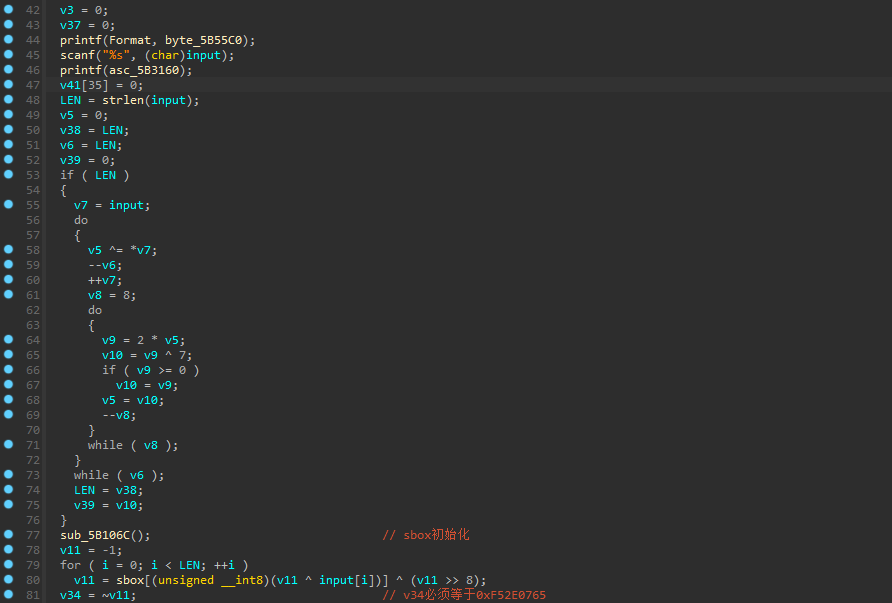 42 v3 = 0;
43 v37 = 0;
44 printf(Format, byte_5B55C0);
45 scanf("%s", (char)input);
46 printf(asc_5B3160);
47 v41[35] = 0;
48 LEN = strlen(input);
49 v5 = 0;
50 v38 = LEN;
51 v6 = LEN;
52 v39 = 0;
53 if ( LEN )
54 {
55 v7 = input;
56 do
57 {
58 v5 ^= *v7;
59 --v6;
60 ++v7;
61 v8 = 8;
62 do
63 {
64 v9 = 2 * v5;
65 v10 = v9 ^ 7;
66 if ( v9 >= 0 )
67 v10 = v9;
68 v5 = v10;
69 --v8;
70 }
71 while ( v8 );
72 }
73 while ( v6 );
74 LEN = v38;
75 v39 = v10;
76 }
77 sub_5B106C(); // sbox初始化
78 v11 = -1;
79 for ( i = 0; i < LEN; ++i )
80 v11 = sbox[(unsigned __int8)(v11 ^ input[i])] ^ (v11 >> 8);
81 v34 = ~v11; // v34必须等于0xF52E0765